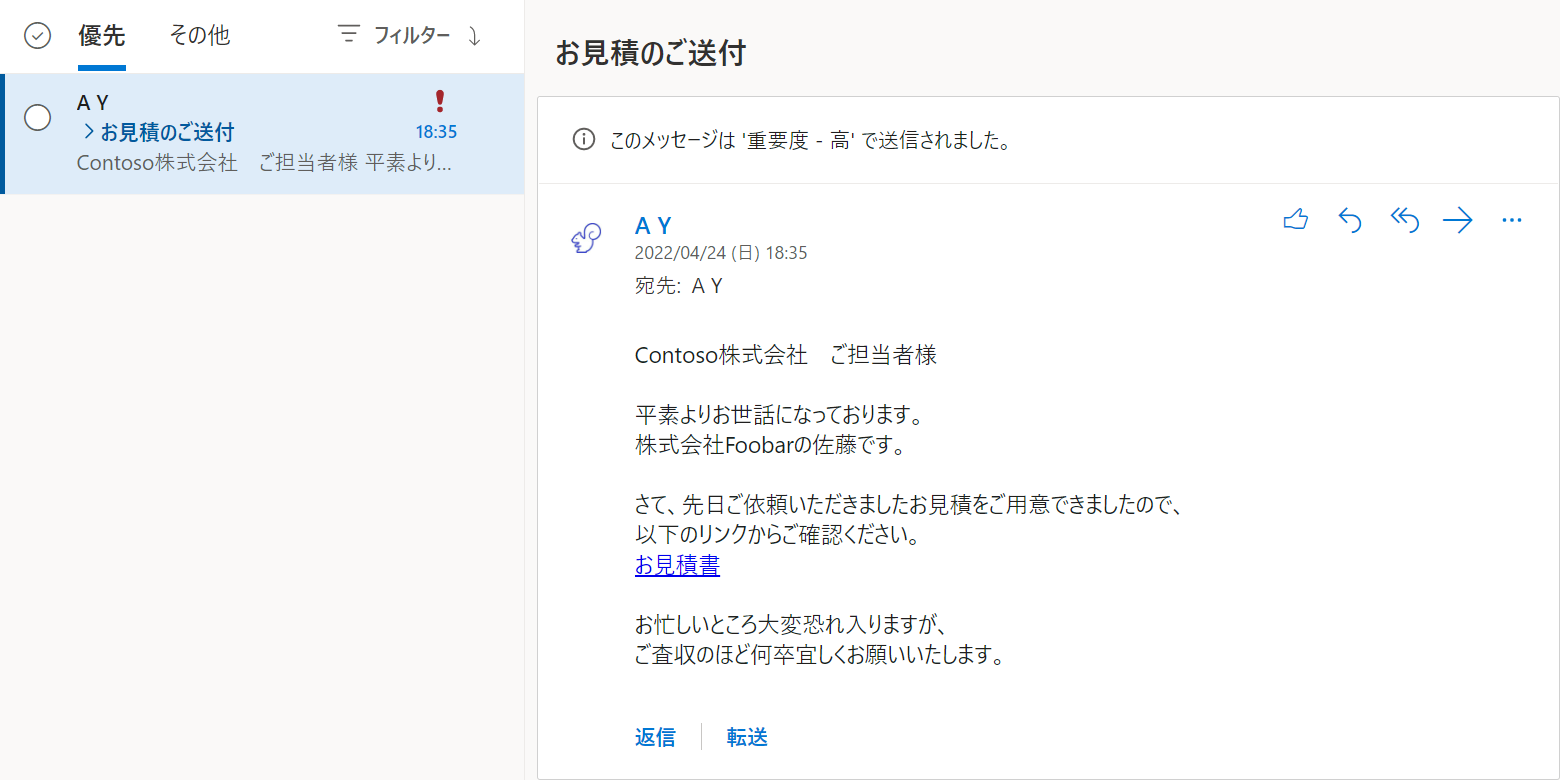 優先
その他
フィルター
A Y
お見積のご送付
18:35
Contoso株式会社　ご担当者様 平素より...
お見積のご送付
このメッセージは '重要度 - 高' で送信されました。
A Y
2022/04/24 (日) 18:35
宛先: A Y
Contoso株式会社　ご担当者様
平素よりお世話になっております。
株式会社Foobarの佐藤です。
さて、先日ご依頼いただきましたお見積をご用意できましたので、
以下のリンクからご確認ください。
お見積書
お忙しいところ大変恐れ入りますが、
ご査収のほど何卒宜しくお願いいたします。
返信
転送